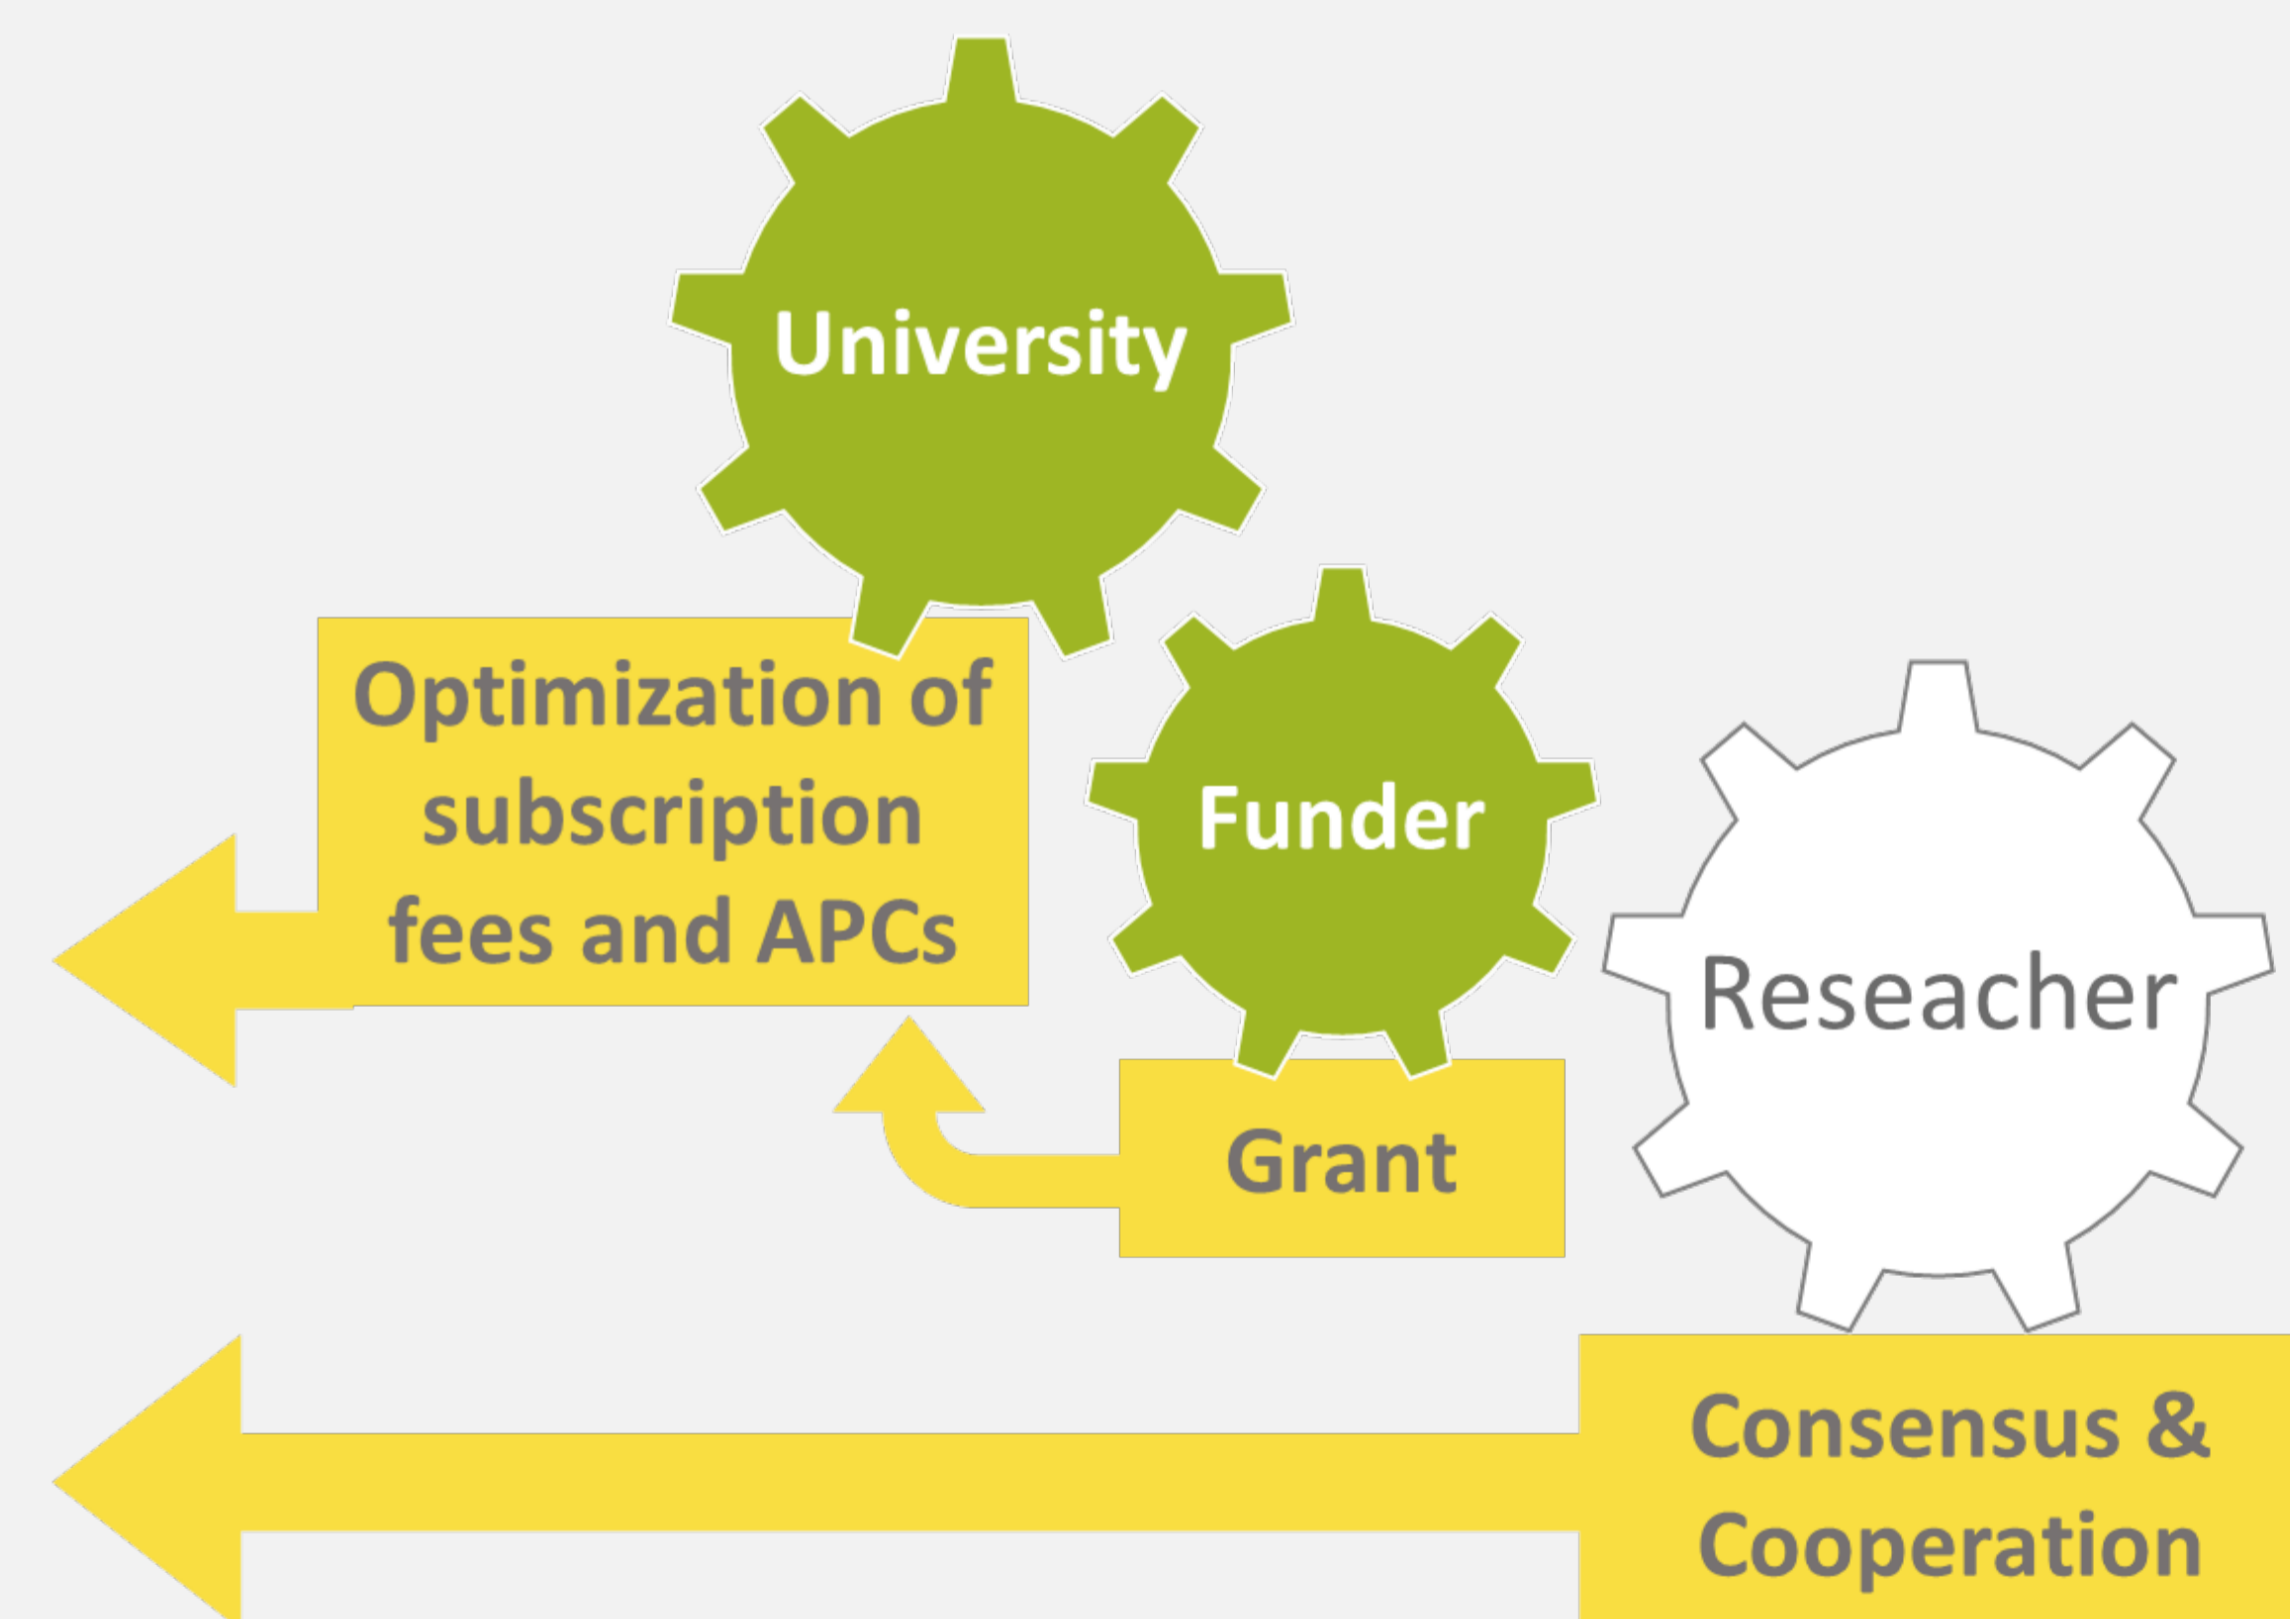 University
Optimization of
subscription
fees and APCs
Funder
Grant
Reseacher
Consensus &
Cooperation